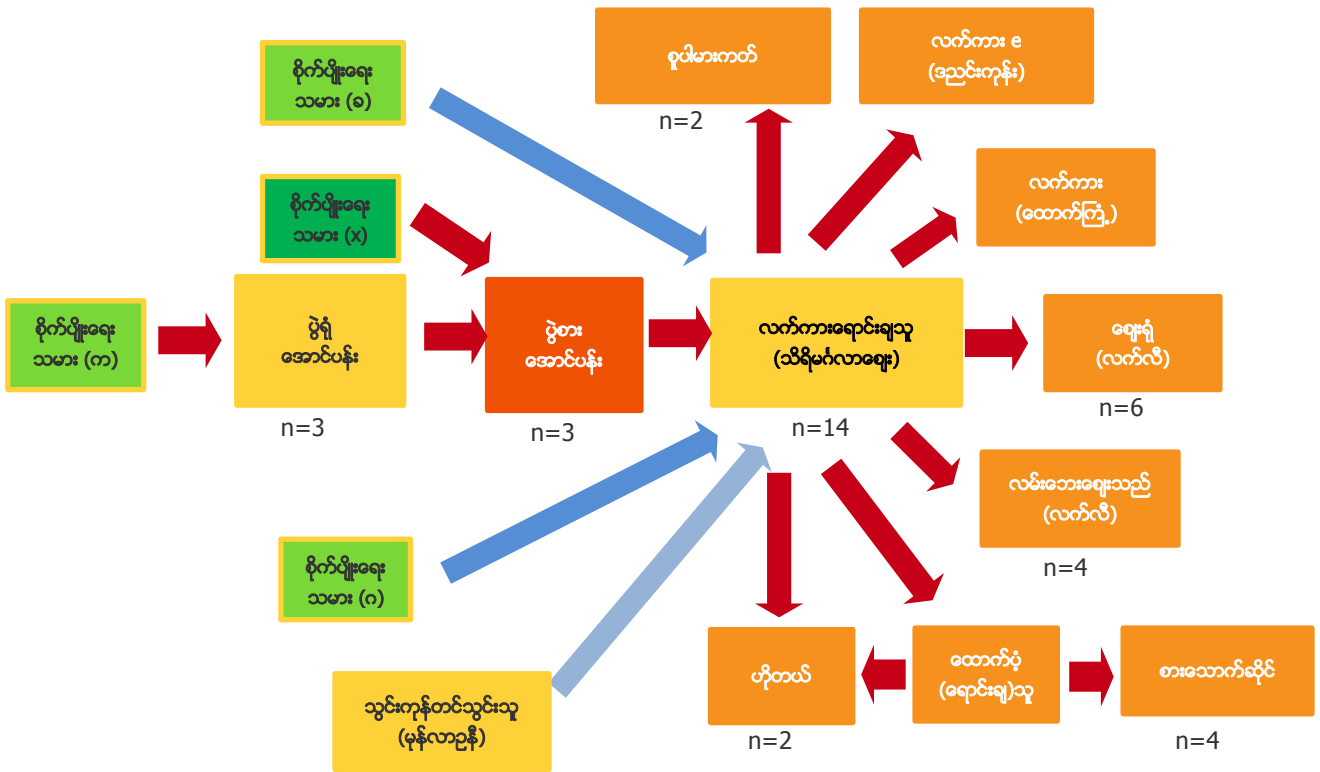 စိုက်ပျိုးရေး
သမား (ခ)
စူပါမားကတ်
n=2
လက်ကား e
(ဒညင်းကုန်း)
စိုက်ပျိုးရေး
သမား (x)
လက်ကား
(ထောက်ကြံ့)
စိုက်ပျိုးရေး
သမား (က)
ပွဲရုံ
အောင်ပန်း
n=3
ပွဲစား
အောင်ပန်း
n=3
လက်ကားရောင်းချသူ
(သိရိမင်္ဂလာဈေး)
n=14
ဈေးရုံ
(လက်လီ)
n=6
လမ်းဘေးဈေးသည်
(လက်လီ)
n=4
စိုက်ပျိုးရေး
သမား (ဂ)
သွင်းကုန်တင်သွင်းသူ
(မုန်လာဥနီ)
ဟိုတယ်
n=2
ထောက်ပံ့
(ရောင်းချ)သူ
စားသောက်ဆိုင်
n=4